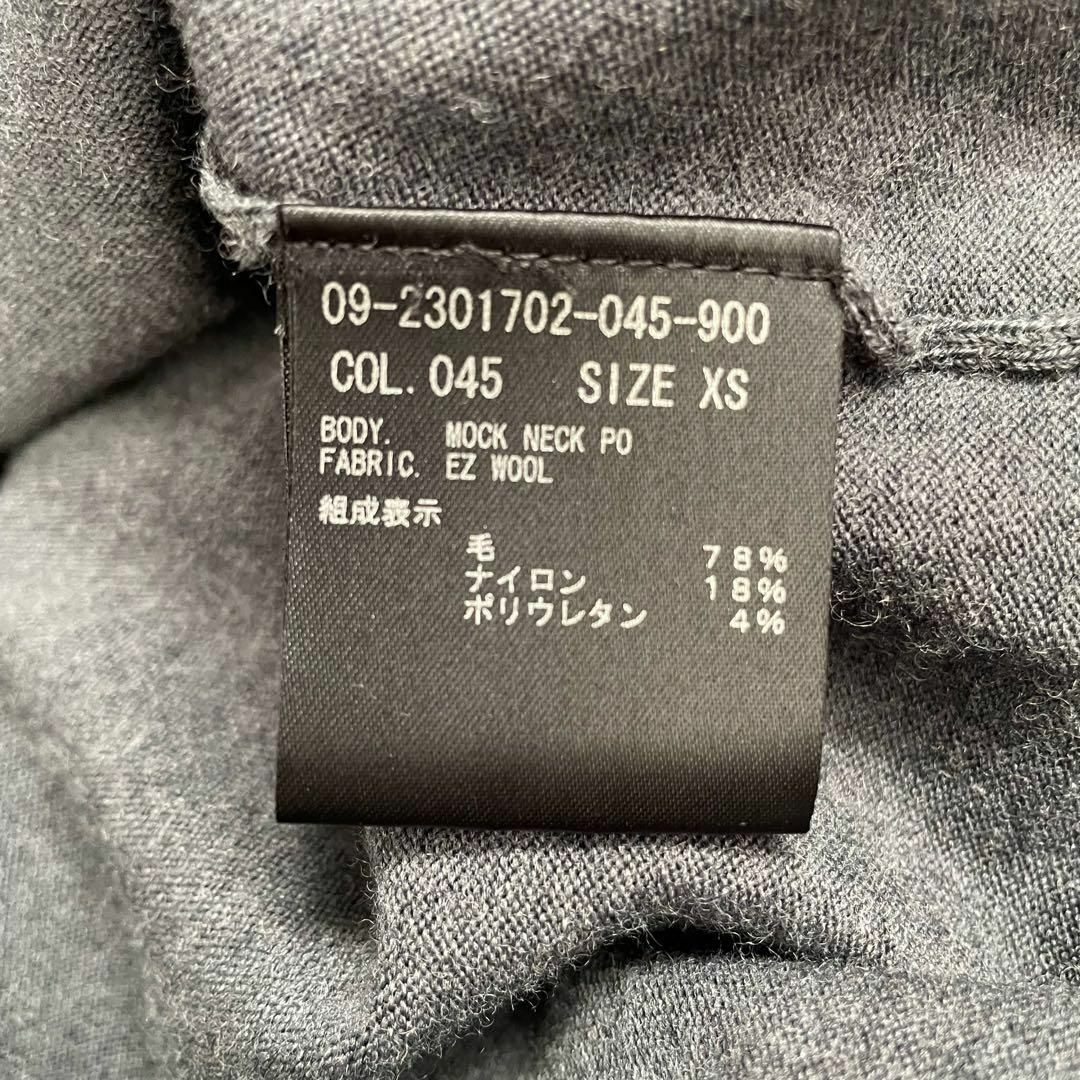 09-2301702-045-900
COL. 045 SIZE XS
BODY. MOCK NECK PO
FABRIC. EZ WOOL
組成表示
毛 78%
ナイロン 18%
ポリウレタン 4%